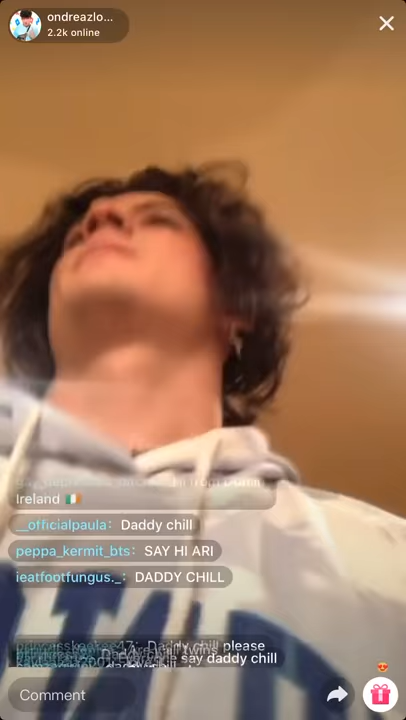 ondreazlo...
2.2k online
Ireland 🇮🇪
__officialpaula: Daddy chill
peppa_kermit_bts: SAY HI ARI
ieatfootfungus._: DADDY CHILL
Daddy chill please
say daddy chill
Comment